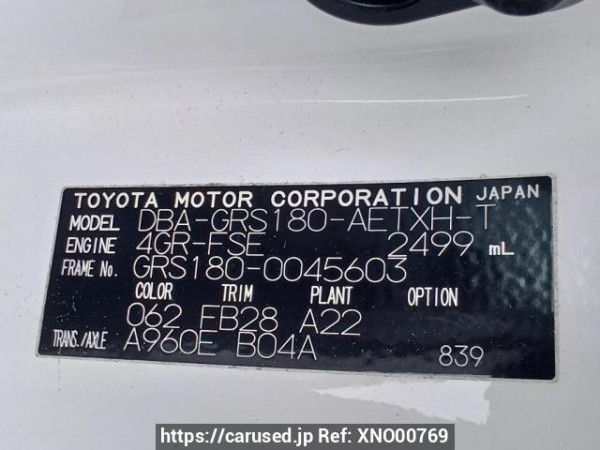 TOYOTA MOTOR CORPORATION JAPAN
MODEL DBA-GRS180-AETXH-T
ENGINE 4GR-FSE 2499 mL
FRAME No. GRS180-0045603
COLOR TRIM PLANT OPTION
062 FB28 A22
TRANS./AXLE A960E B04A 839
https://carused.jp Ref: XNO00769